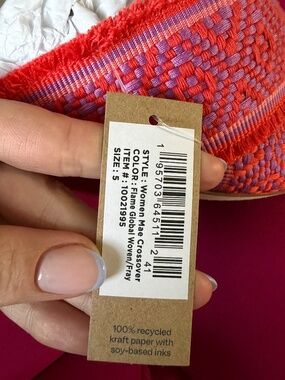 STYLE : Women Mae Crossover
COLOR : Flame Global Woven/Fray
ITEM # : 10021995
SIZE : 5
1 95703 64511 2 41
100% recycled
kraft paper with
soy-based inks